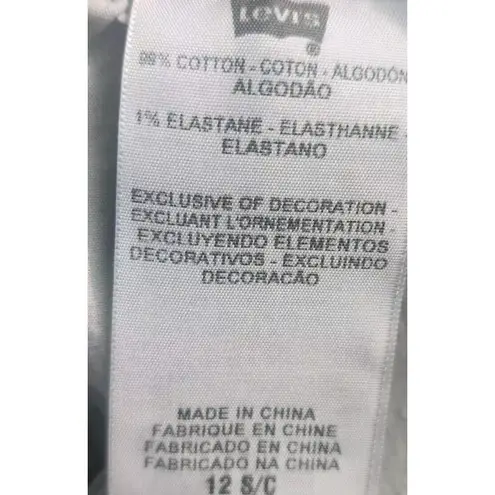 LEVI'S
®
99% COTTON - COTON - ALGODÓN
ALGODÃO
1% ELASTANE - ELASTHANNE -
ELASTANO
EXCLUSIVE OF DECORATION -
EXCLUANT L'ORNEMENTATION -
EXCLUYENDO ELEMENTOS
DECORATIVOS - EXCLUINDO
DECORAÇÃO
MADE IN CHINA
FABRIQUE EN CHINE
FABRICADO EN CHINA
FABRICADO NA CHINA
12 S/C